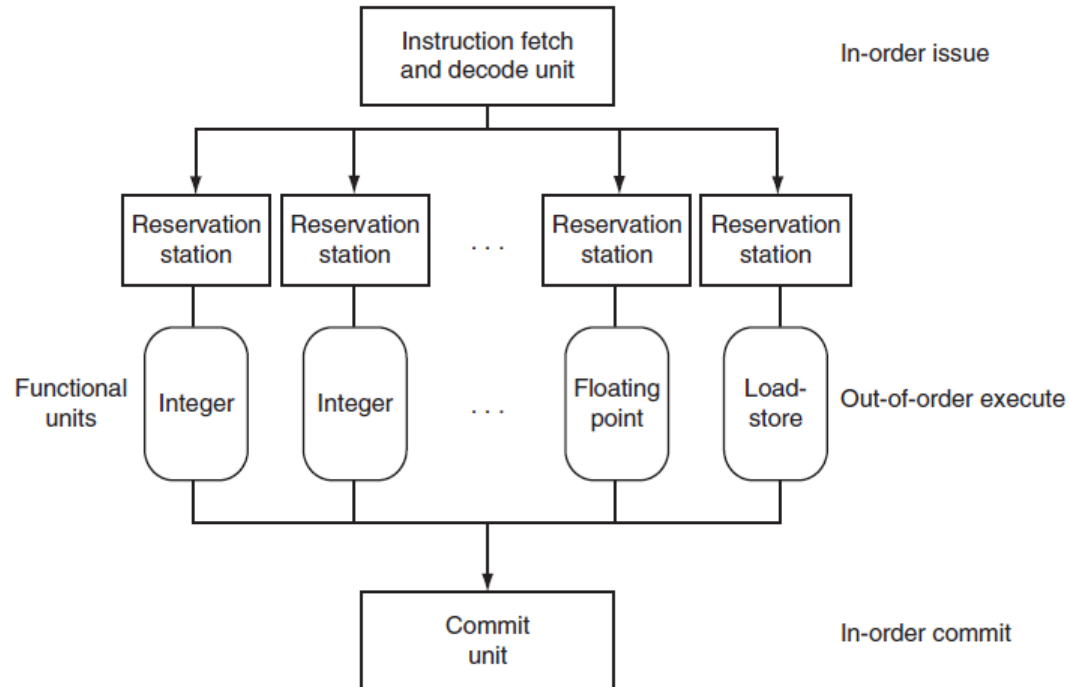 Instruction fetch
and decode unit
In-order issue
Reservation
station
Reservation
station
. . .
Reservation
station
Reservation
station
Functional
units
Integer
Integer
. . .
Floating
point
Load-
store
Out-of-order execute
Commit
unit
In-order commit